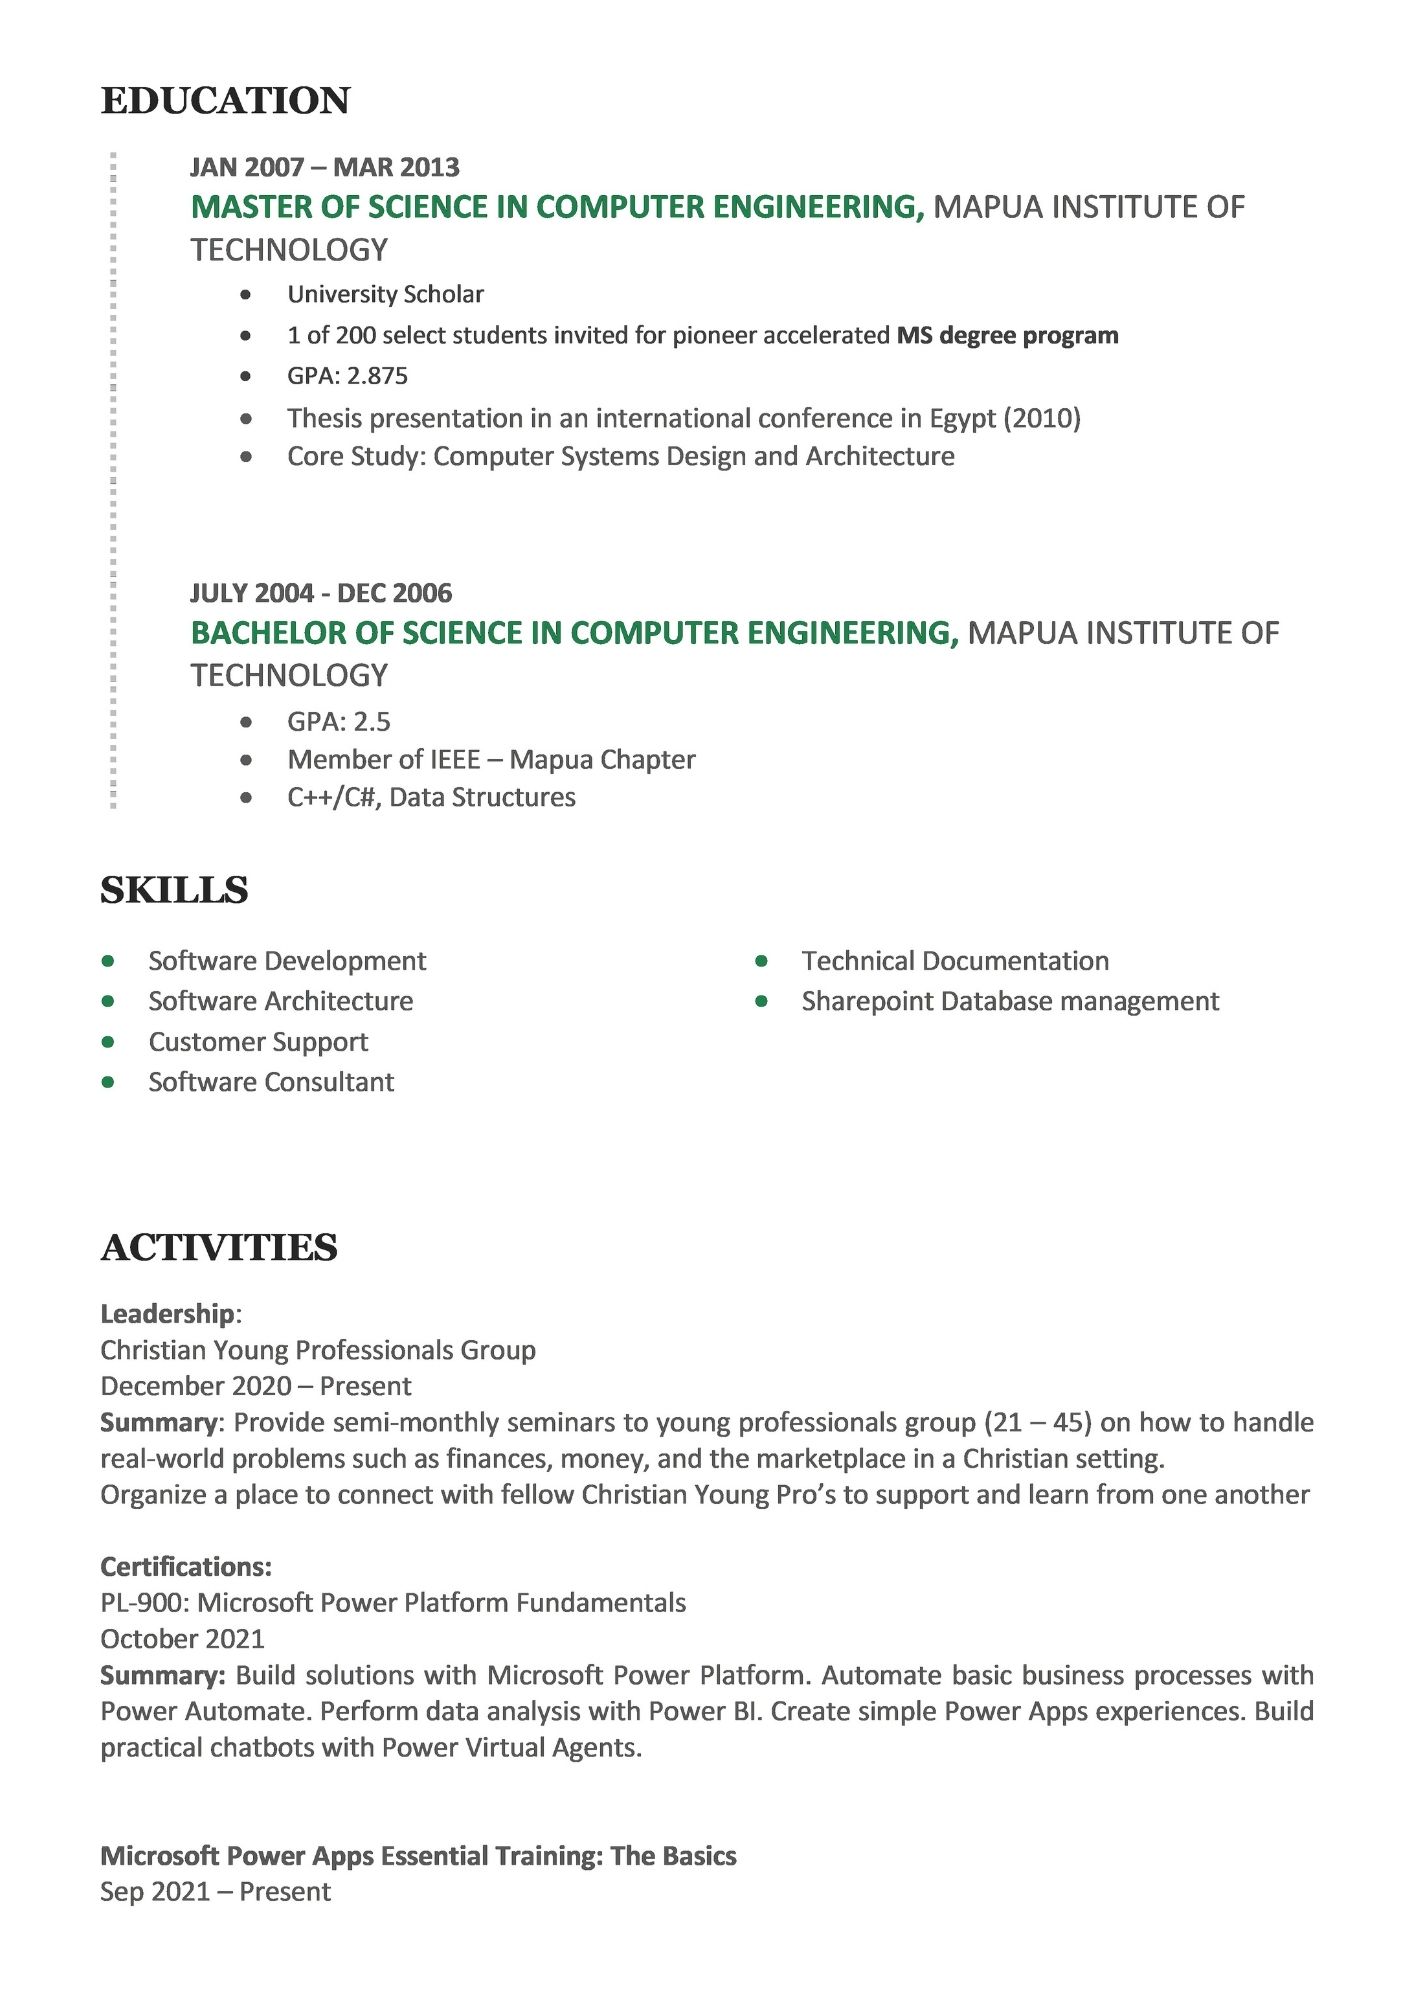 EDUCATION
JAN 2007 – MAR 2013
MASTER OF SCIENCE IN COMPUTER ENGINEERING, MAPUA INSTITUTE OF
TECHNOLOGY
• University Scholar
• 1 of 200 select students invited for pioneer accelerated MS degree program
• GPA: 2.875
• Thesis presentation in an international conference in Egypt (2010)
• Core Study: Computer Systems Design and Architecture
JULY 2004 - DEC 2006
BACHELOR OF SCIENCE IN COMPUTER ENGINEERING, MAPUA INSTITUTE OF
TECHNOLOGY
• GPA: 2.5
• Member of IEEE – Mapua Chapter
• C++/C#, Data Structures
SKILLS
• Software Development
• Software Architecture
• Customer Support
• Software Consultant
• Technical Documentation
• Sharepoint Database management
ACTIVITIES
Leadership:
Christian Young Professionals Group
December 2020 – Present
Summary: Provide semi-monthly seminars to young professionals group (21 – 45) on how to handle
real-world problems such as finances, money, and the marketplace in a Christian setting.
Organize a place to connect with fellow Christian Young Pro’s to support and learn from one another
Certifications:
PL-900: Microsoft Power Platform Fundamentals
October 2021
Summary: Build solutions with Microsoft Power Platform. Automate basic business processes with
Power Automate. Perform data analysis with Power BI. Create simple Power Apps experiences. Build
practical chatbots with Power Virtual Agents.
Microsoft Power Apps Essential Training: The Basics
Sep 2021 – Present